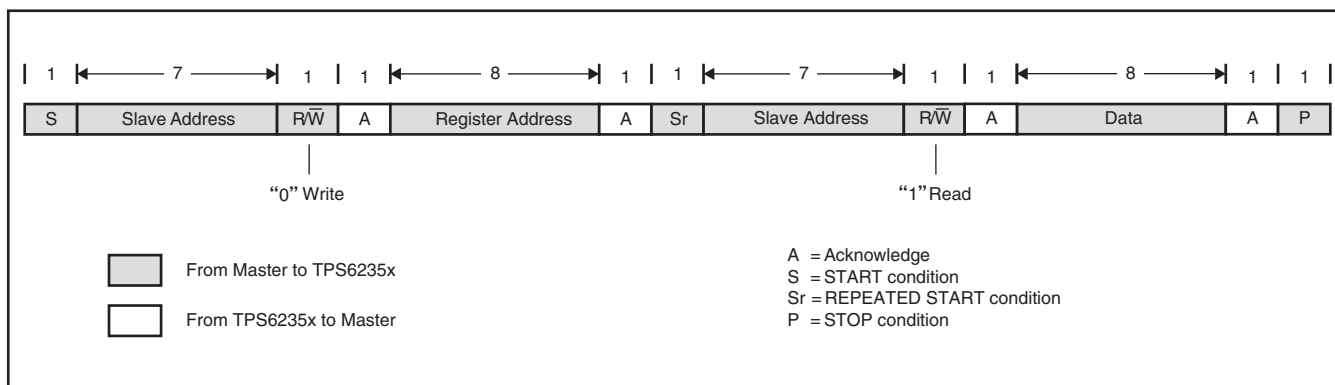 1 7 1 1 8 1 1 7 1 1 8 1 1
S Slave Address R/W̅ A Register Address A Sr Slave Address R/W̅ A Data A P
“0” Write “1” Read
From Master to TPS6235x
From TPS6235x to Master
A = Acknowledge
S = START condition
Sr = REPEATED START condition
P = STOP condition